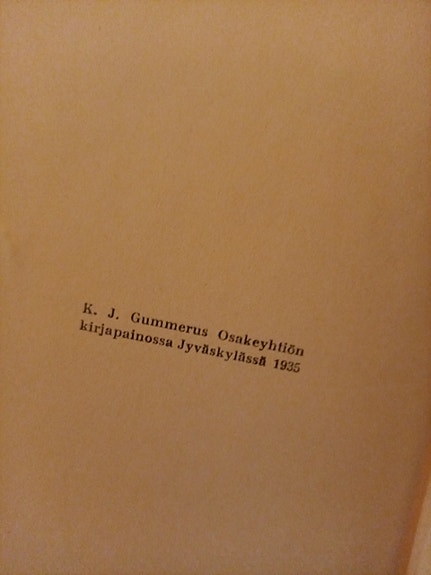 K. J. Gummerus Osakeyhtiön
kirjapainossa Jyväskylässä 1935